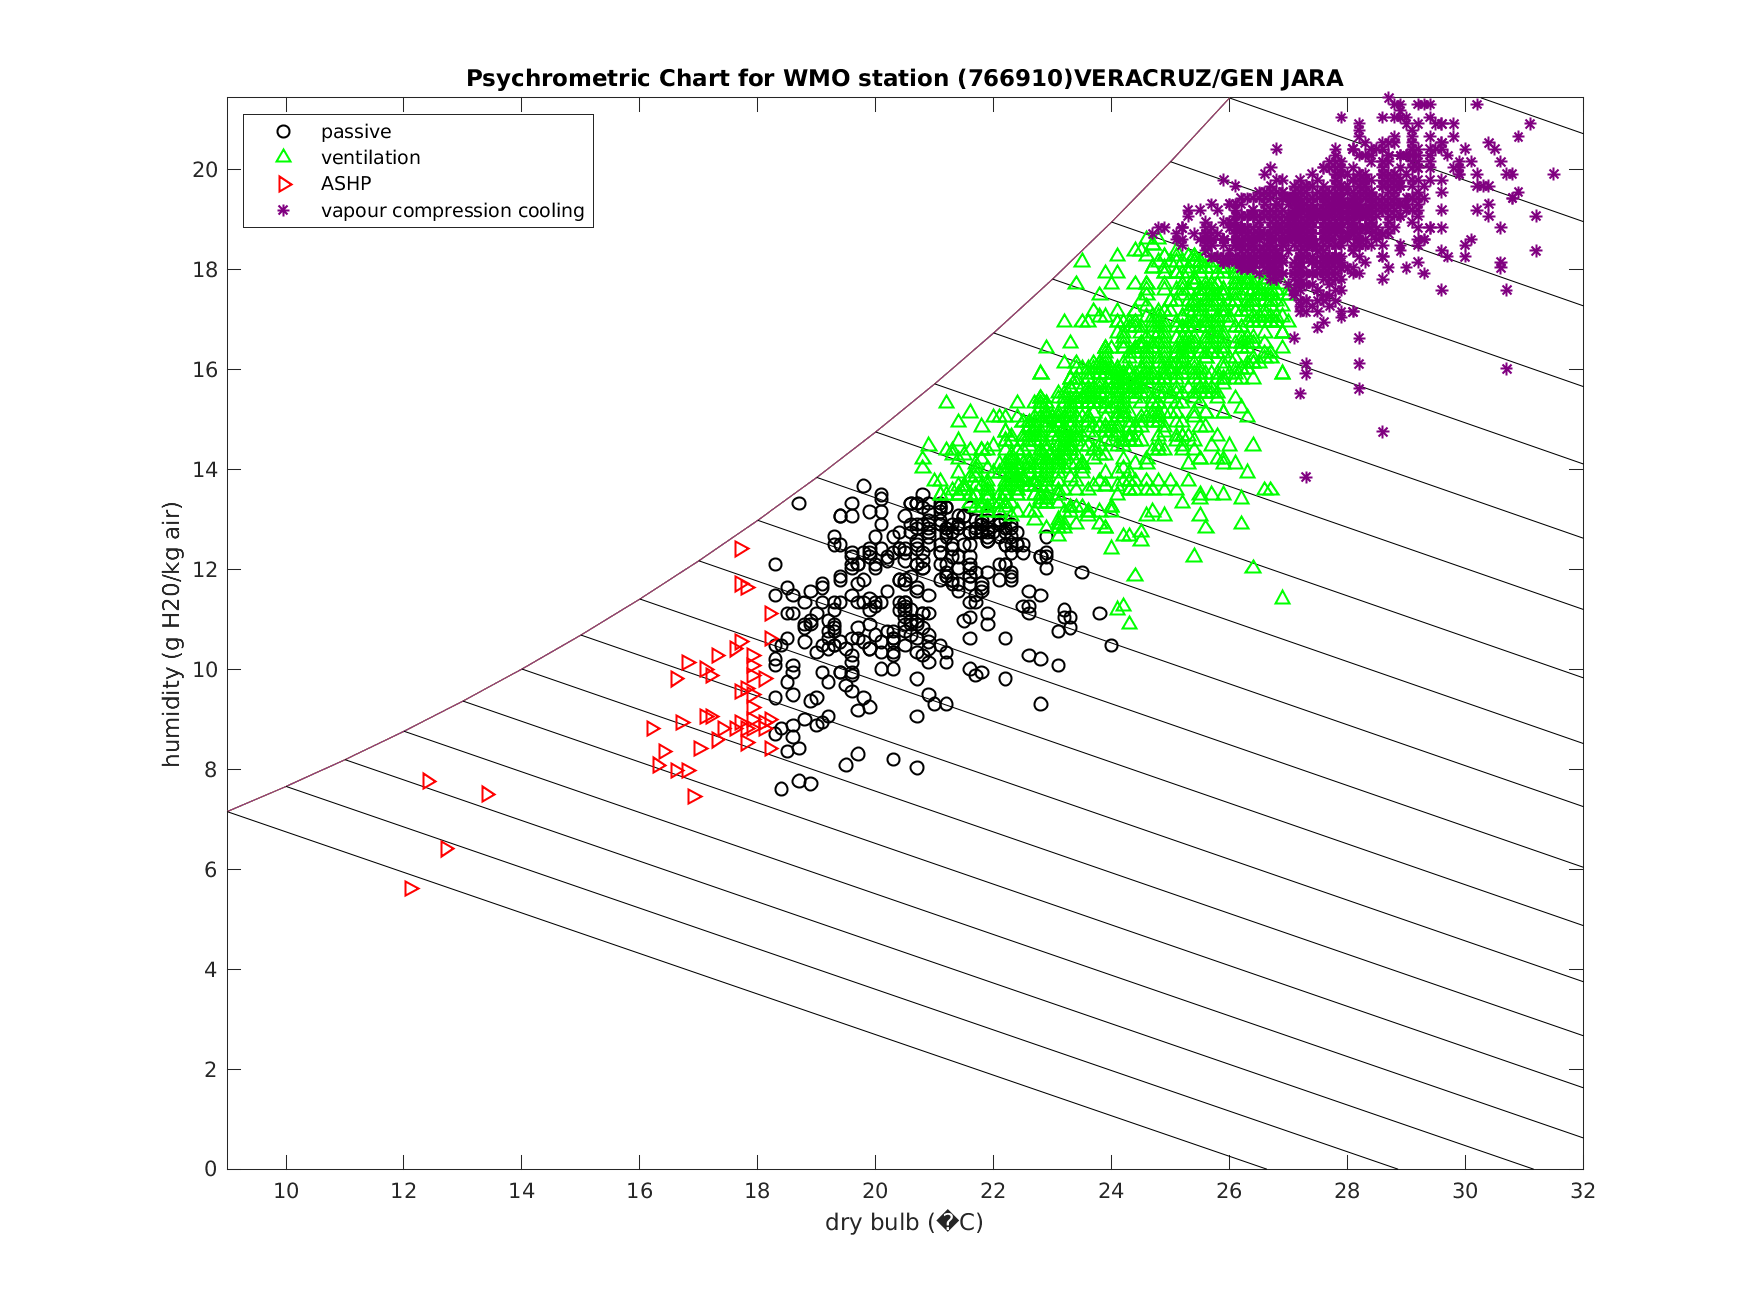 Psychrometric Chart for WMO station (766910)VERACRUZ/GEN JARA
passive
ventilation
ASHP
vapour compression cooling
humidity (g H20/kg air)
20
18
16
14
12
10
8
6
4
2
0
10 12 14 16 18 20 22 24 26 28 30 32
dry bulb (�C)